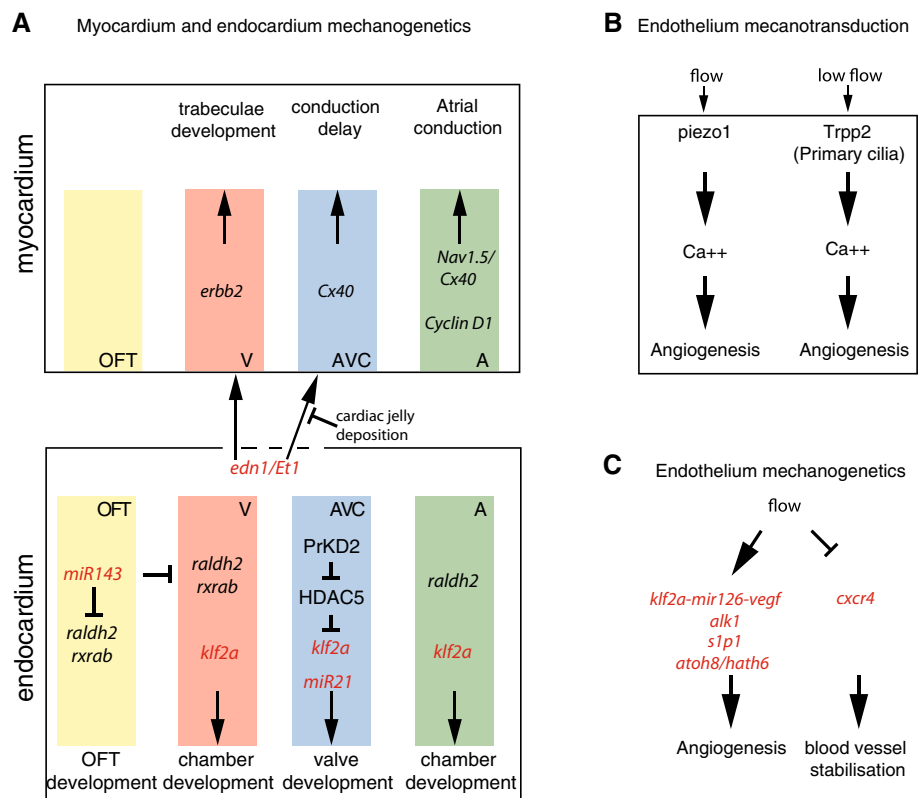 A
Myocardium and endocardium mechanogenetics
myocardium
trabeculae
development
conduction
delay
Atrial
conduction
erbb2
Cx40
Nav1.5/
Cx40
Cyclin D1
OFT
V
AVC
A
cardiac jelly
deposition
edn1/Et1
endocardium
OFT
V
AVC
A
miR143
raldh2
rxrab
raldh2
rxrab
klf2a
PrKD2
HDAC5
klf2a
miR21
raldh2
klf2a
OFT
development
chamber
development
valve
development
chamber
development
B
Endothelium mecanotransduction
flow
low flow
piezo1
Trpp2
(Primary cilia)
Ca++
Ca++
Angiogenesis
Angiogenesis
C
Endothelium mechanogenetics
flow
klf2a-mir126-vegf
alk1
s1p1
atoh8/hath6
cxcr4
Angiogenesis
blood vessel
stabilisation